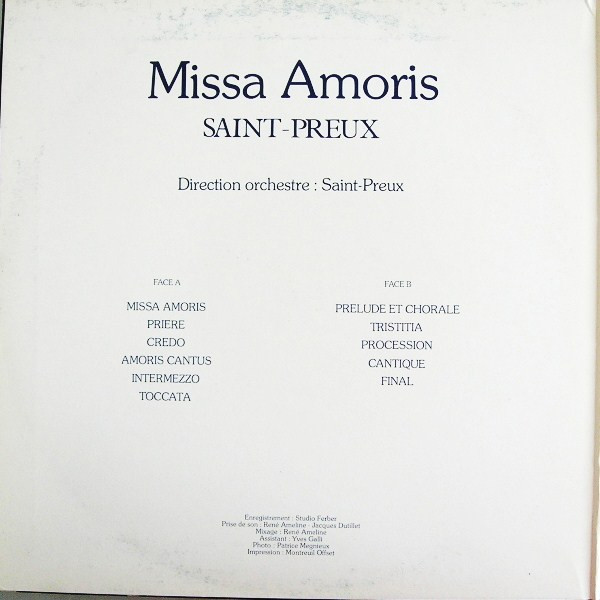 Missa Amoris
SAINT-PREUX
Direction orchestre : Saint-Preux
FACE A
MISSA AMORIS
PRIERE
CREDO
AMORIS CANTUS
INTERMEZZO
TOCCATA
FACE B
PRELUDE ET CHORALE
TRISTITIA
PROCESSION
CANTIQUE
FINAL
Enregistrement : Studio Ferber
Prise de son : René Ameline - Jacques Dutillet
Mixage : René Ameline
Assistant : Yves Galli
Photo : Patrice Megnieux
Impression : Montreuil Offset